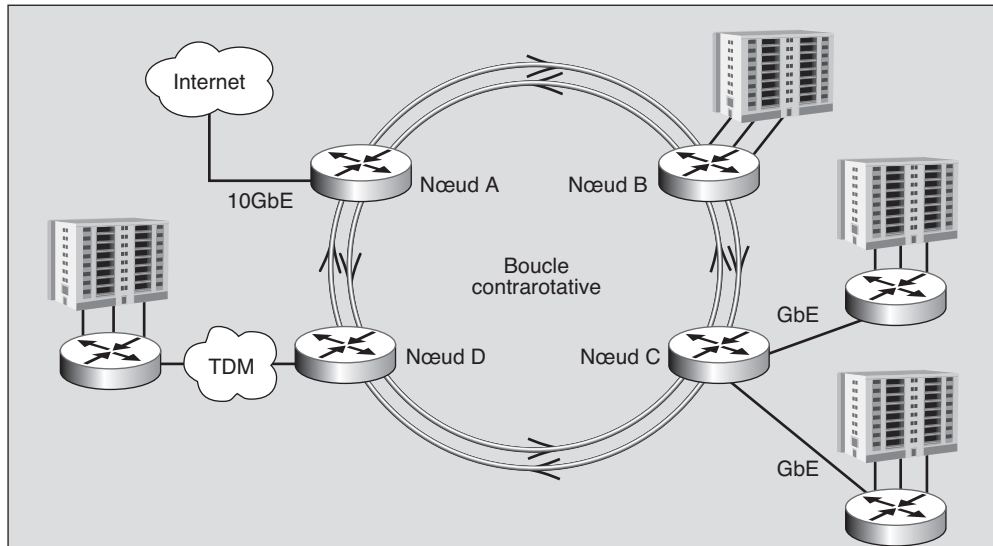 Internet
10GbE
Nœud A
Nœud B
Boucle
contrarotative
GbE
TDM
Nœud D
Nœud C
GbE